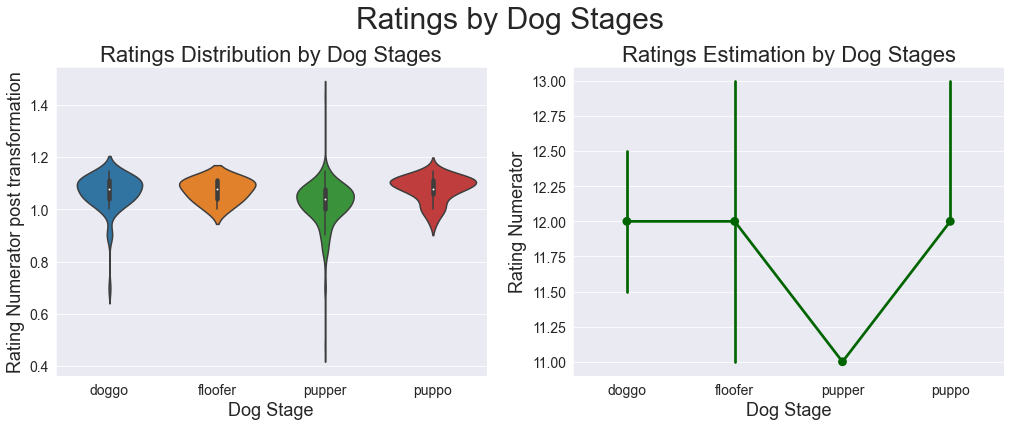 Ratings by Dog Stages
Ratings Distribution by Dog Stages
Rating Numerator post transformation
1.4
1.2
1.0
0.8
0.6
0.4
doggo floofer pupper puppo
Dog Stage
Ratings Estimation by Dog Stages
Rating Numerator
13.00
12.75
12.50
12.25
12.00
11.75
11.50
11.25
11.00
doggo floofer pupper puppo
Dog Stage